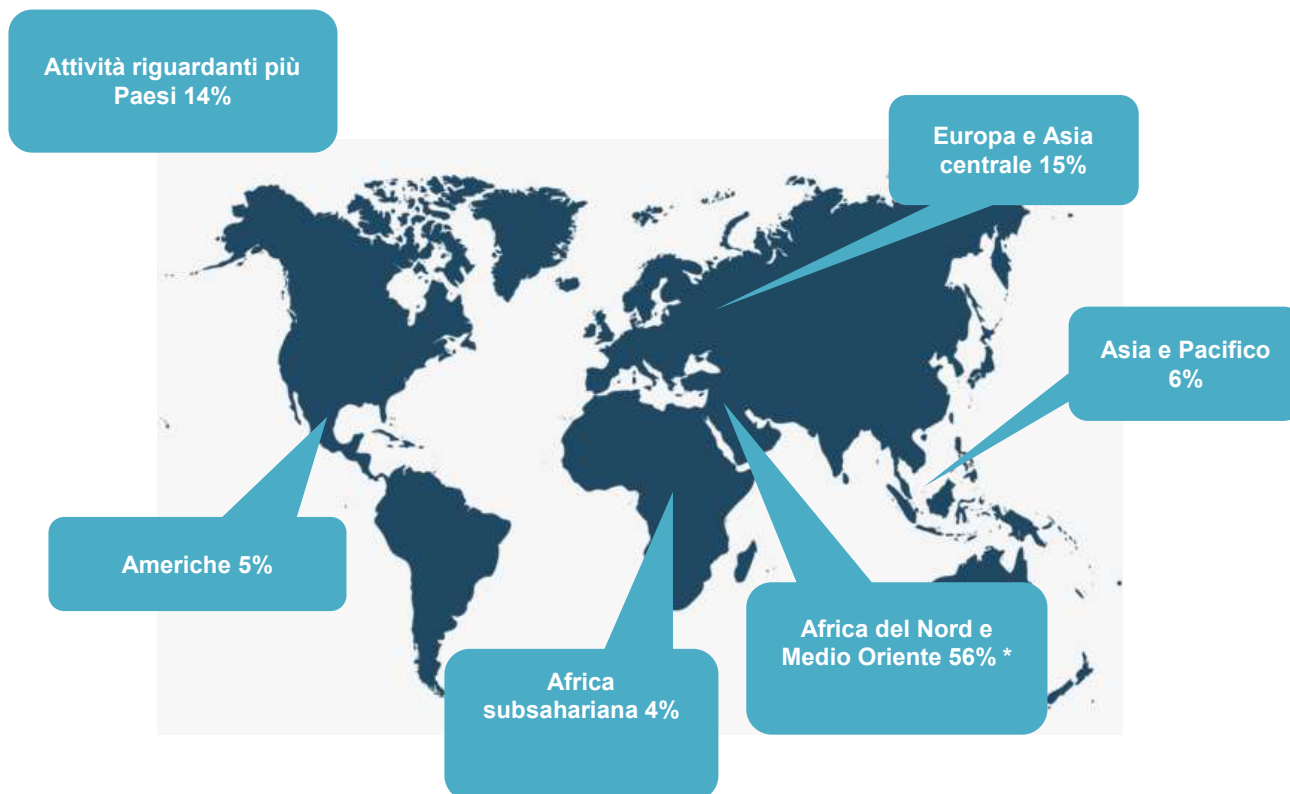 Attività riguardanti più
Paesi 14%
Europa e Asia
centrale 15%
Asia e Pacifico
6%
Americhe 5%
Africa del Nord e
Medio Oriente 56% *
Africa
subsahariana 4%